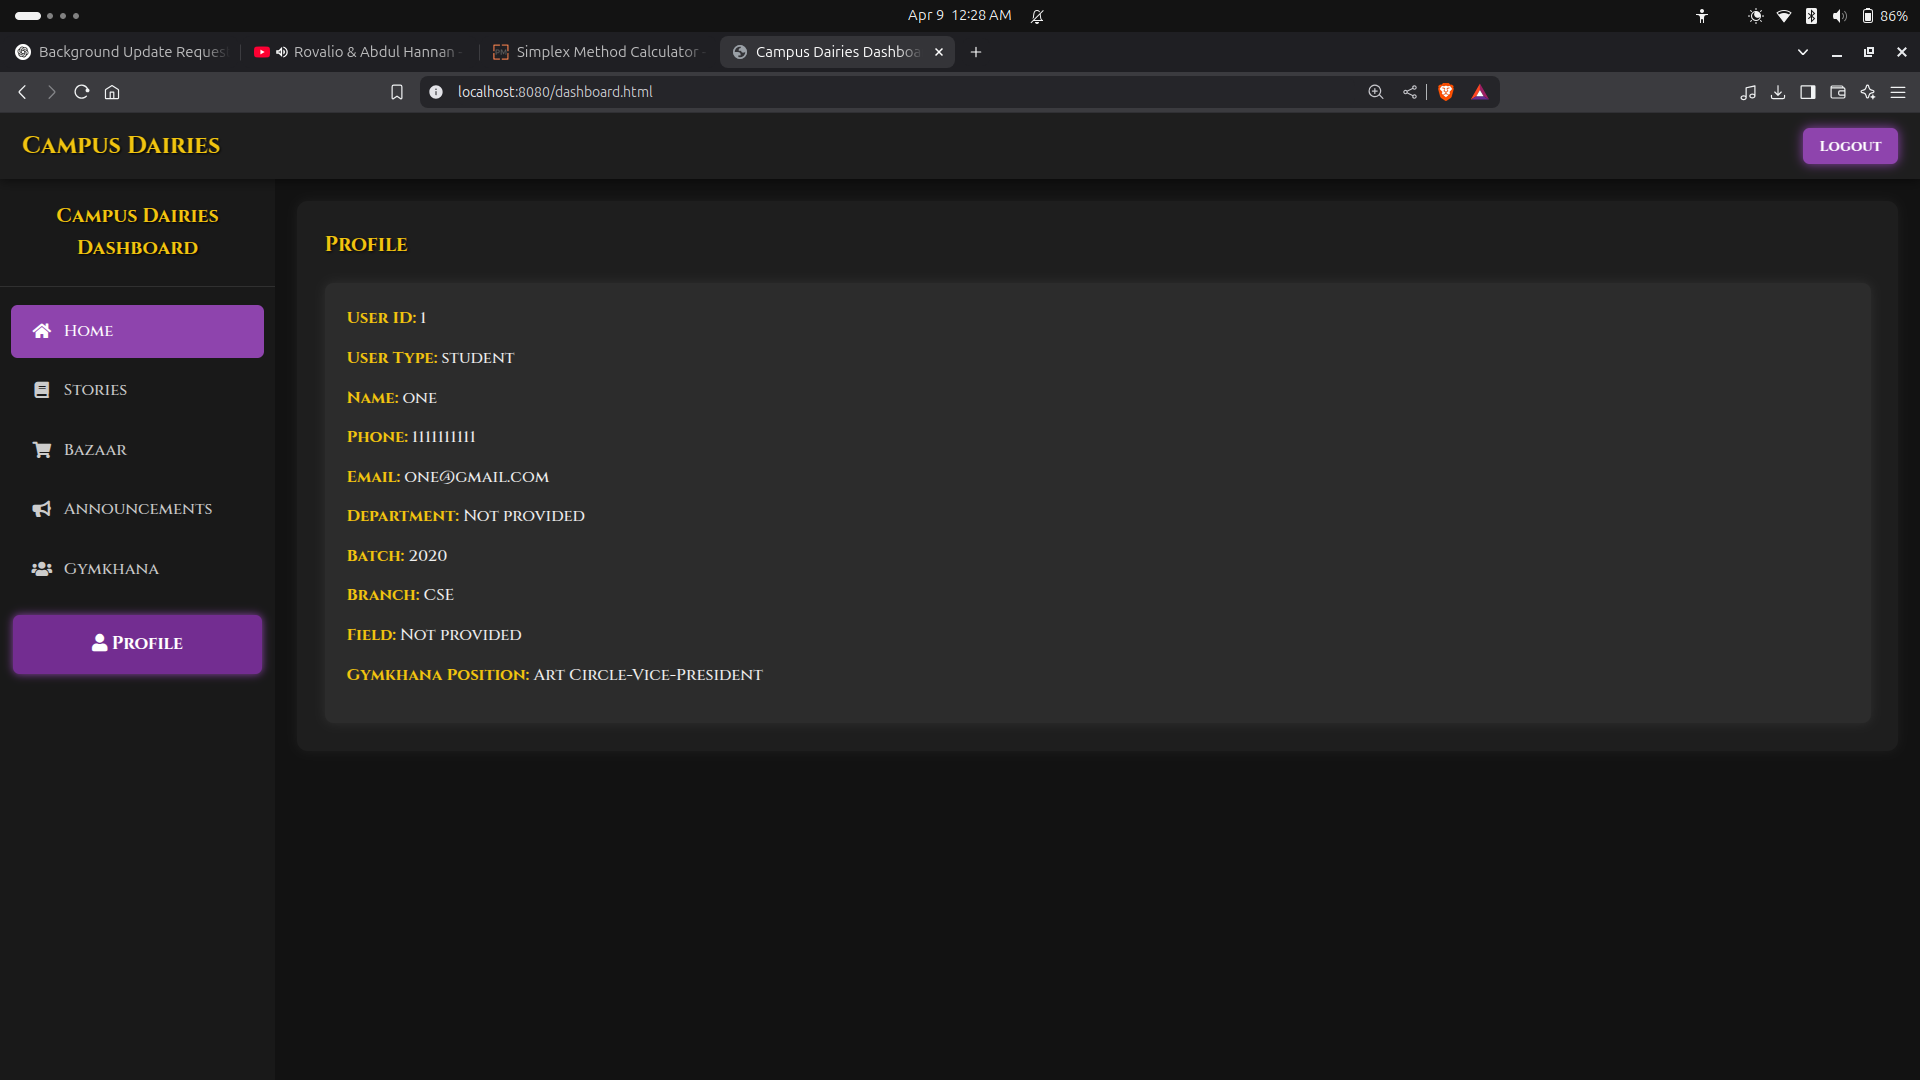 Apr 9 12:28 AM
86%
Background Update Reques
Rovalio & Abdul Hannan -
Simplex Method Calculator -
Campus Dairies Dashboa
localhost:8080/dashboard.html
Campus Dairies
Logout
Campus Dairies
Dashboard
Home
Stories
Bazaar
Announcements
Gymkhana
Profile
Profile
User ID: 1
User Type: student
Name: one
Phone: 1111111111
Email: one@gmail.com
Department: Not provided
Batch: 2020
Branch: CSE
Field: Not provided
Gymkhana Position: Art Circle-Vice-President